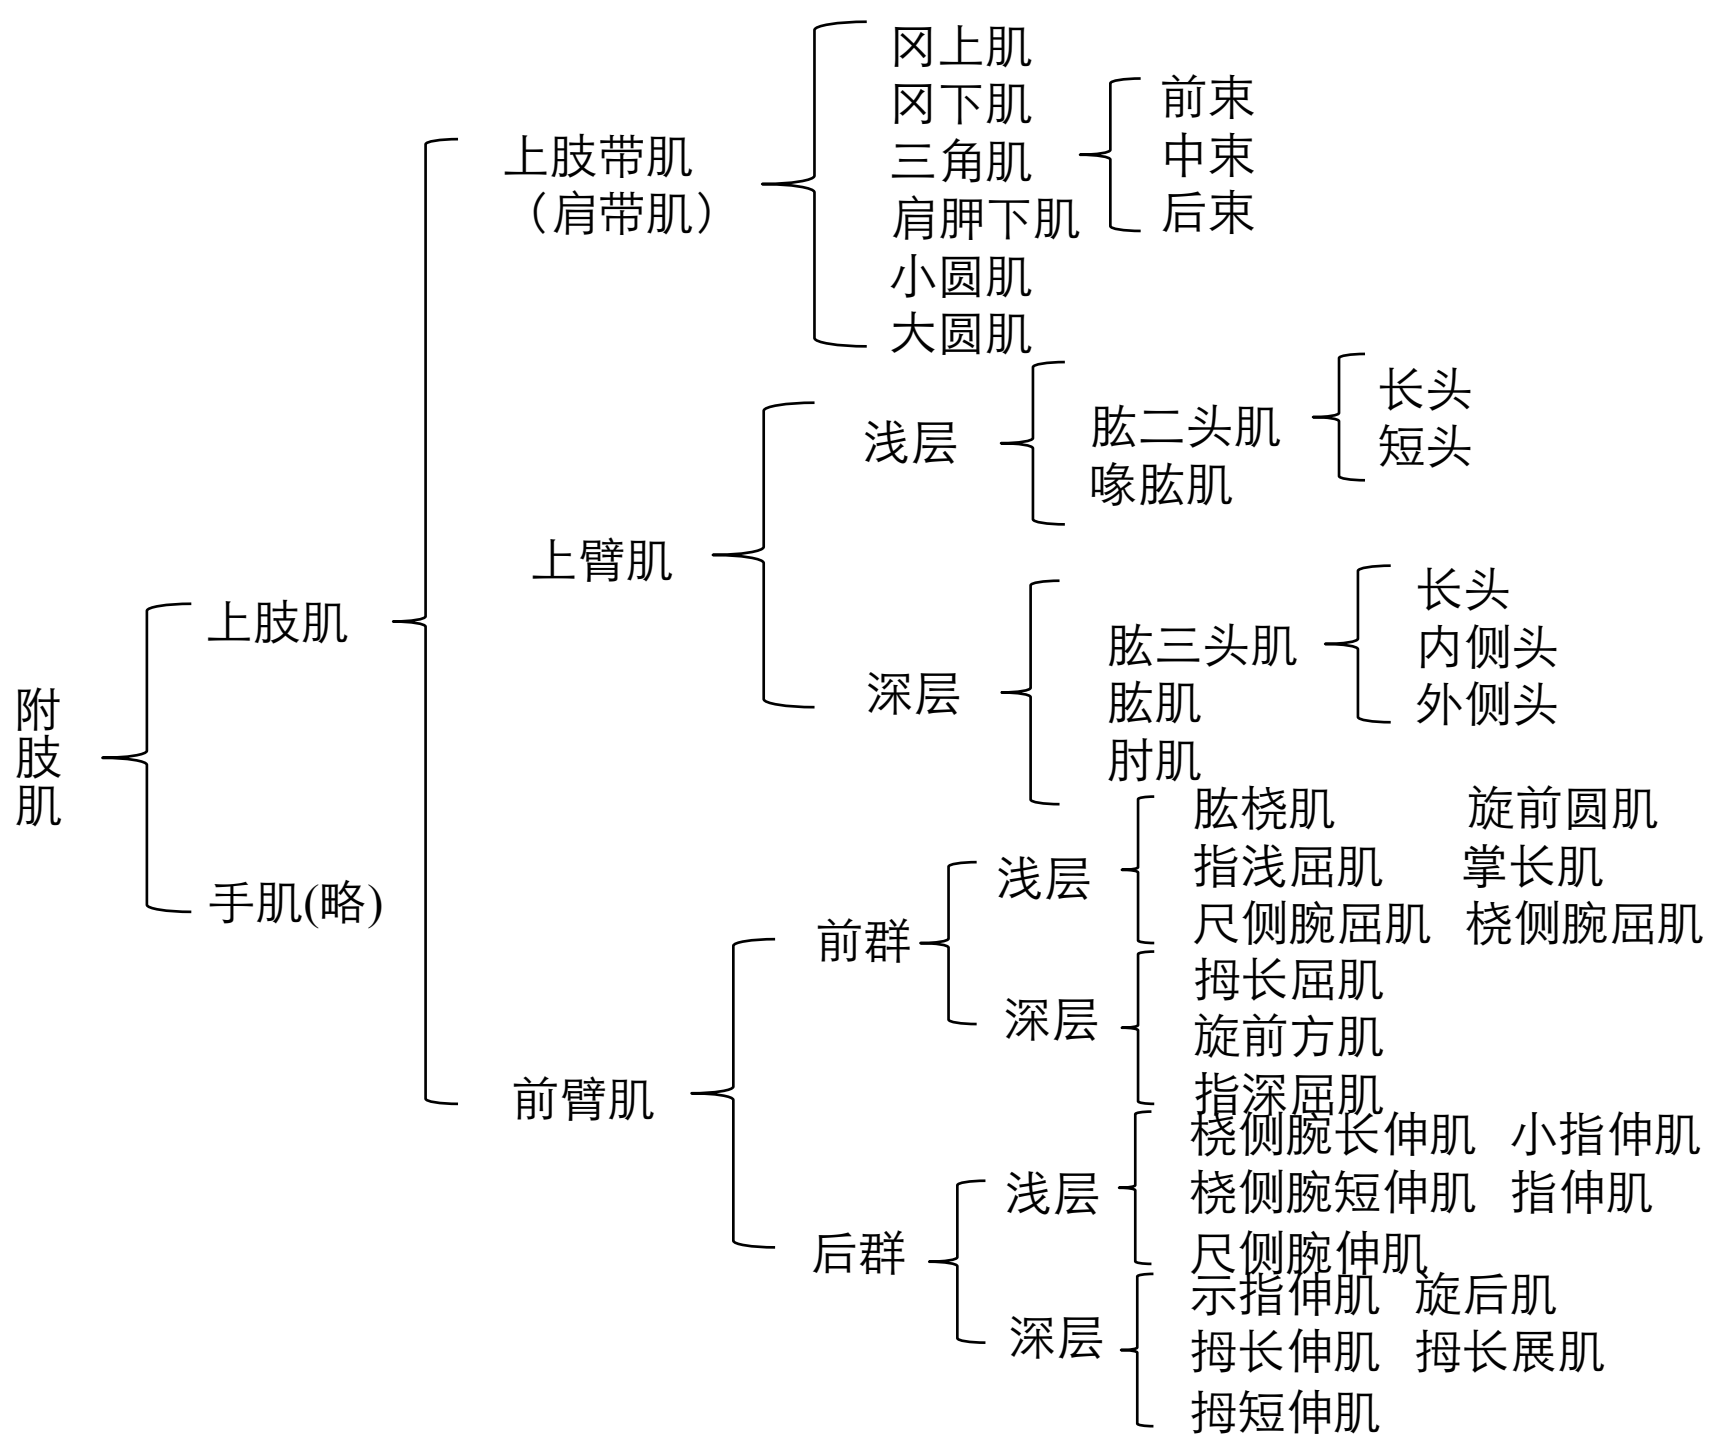 附肢肌
上肢肌
手肌(略)
上肢带肌
（肩带肌）
冈上肌
冈下肌
三角肌
肩胛下肌
小圆肌
大圆肌
前束
中束
后束
上臂肌
浅层
肱二头肌
喙肱肌
长头
短头
深层
肱三头肌
肱肌
肘肌
长头
内侧头
外侧头
前臂肌
前群
浅层
肱桡肌 旋前圆肌
指浅屈肌 掌长肌
尺侧腕屈肌 桡侧腕屈肌
深层
拇长屈肌
旋前方肌
指深屈肌
后群
浅层
桡侧腕长伸肌 小指伸肌
桡侧腕短伸肌 指伸肌
尺侧腕伸肌
深层
示指伸肌 旋后肌
拇长伸肌 拇长展肌
拇短伸肌